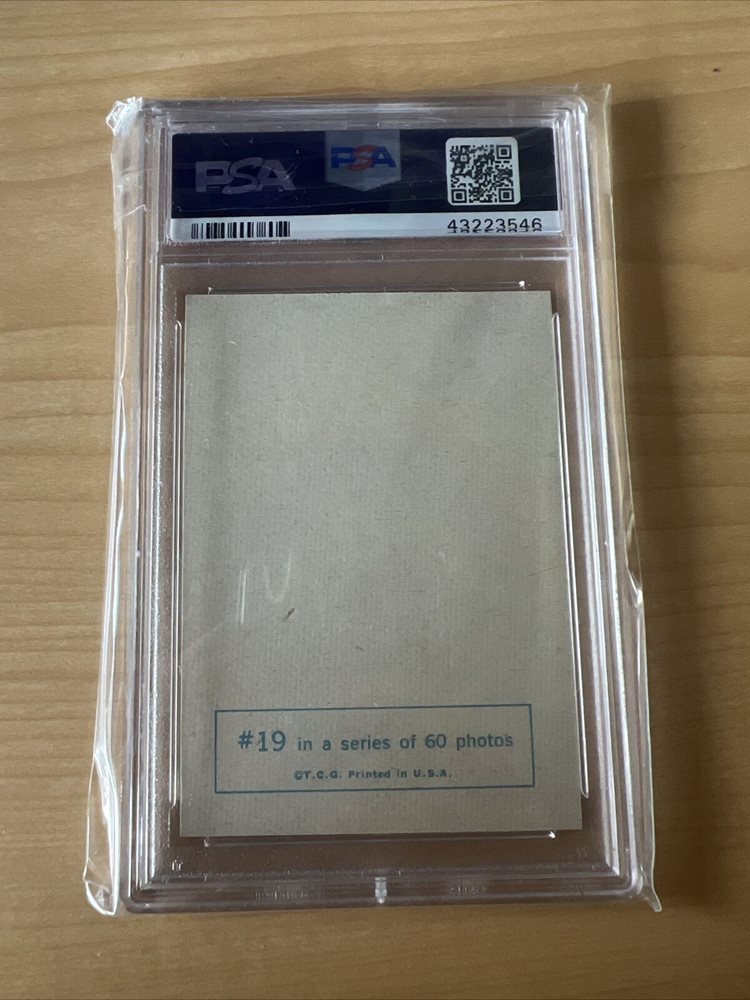 PSA
PSA
43223546
#19 in a series of 60 photos
©T.C.G. Printed in U.S.A.